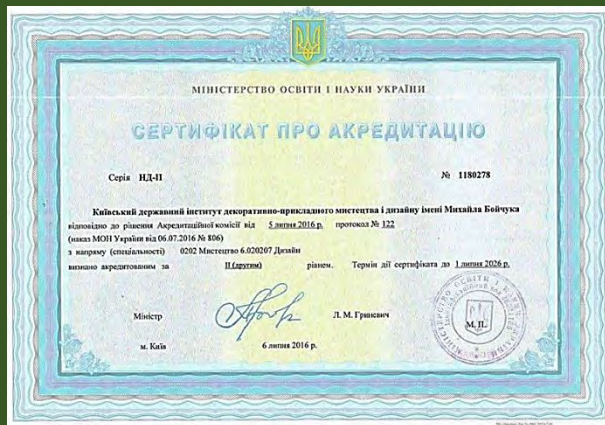 МІНІСТЕРСТВО ОСВІТИ І НАУКИ УКРАЇНИ
СЕРТИФІКАТ ПРО АКРЕДИТАЦІЮ
Серія НД-ІІ № 1180278
Київський державний інститут декоративно-прикладного мистецтва і дизайну імені Михайла Бойчука
відповідно до рішення Акредитаційної комісії від 5 липня 2016 р. протокол № 122
(наказ МОН України від 06.07.2016 № 806)
з напряму (спеціальності) 0202 Мистецтво 6.020207 Дизайн
визнано акредитованим за ІІ (другим) рівнем. Термін дії сертифіката до 1 липня 2026 р.
Міністр Л. М. Гриневич
М. П.
м. Київ 6 липня 2016 р.